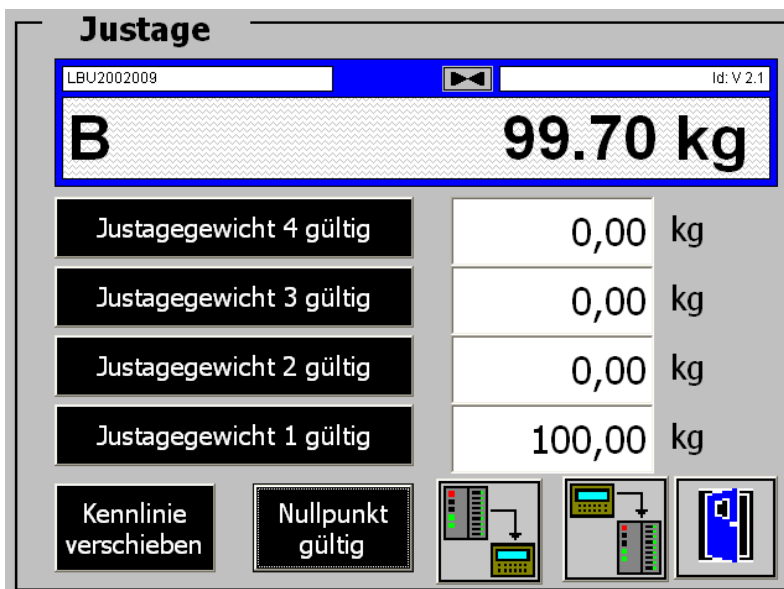 Justage
LBU2002009
Id: V 2.1
B 99.70 kg
Justagegewicht 4 gültig 0,00 kg
Justagegewicht 3 gültig 0,00 kg
Justagegewicht 2 gültig 0,00 kg
Justagegewicht 1 gültig 100,00 kg
Kennlinie
verschieben
Nullpunkt
gültig